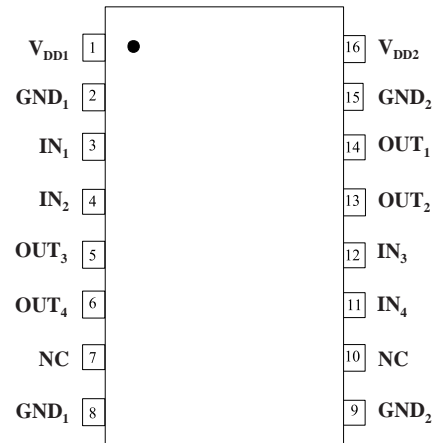 V_DD1 1 16 V_DD2
GND_1 2 15 GND_2
IN_1 3 14 OUT_1
IN_2 4 13 OUT_2
OUT_3 5 12 IN_3
OUT_4 6 11 IN_4
NC 7 10 NC
GND_1 8 9 GND_2